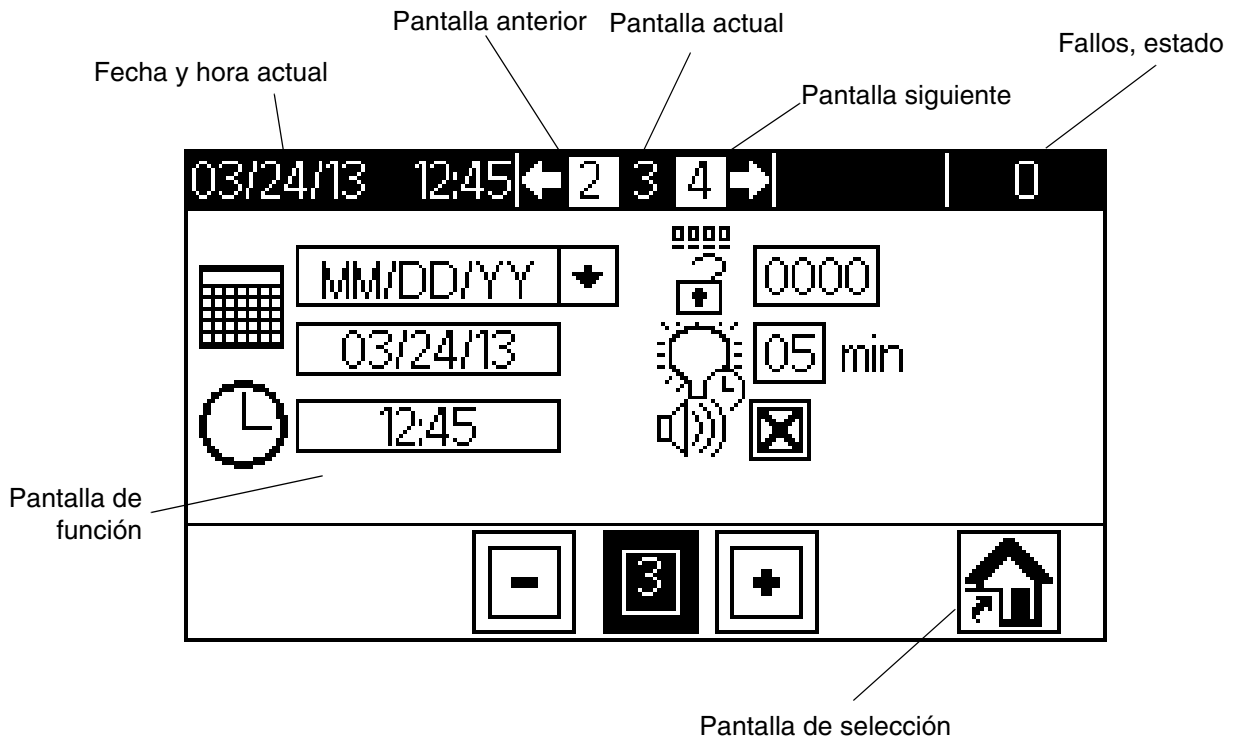 Pantalla anterior Pantalla actual
Fallos, estado
Fecha y hora actual
Pantalla siguiente
03/24/13 12:45 2 3 4 0
MM/DD/YY 0000
03/24/13 05 min
12:45
Pantalla de
función
- 3 +
Pantalla de selección